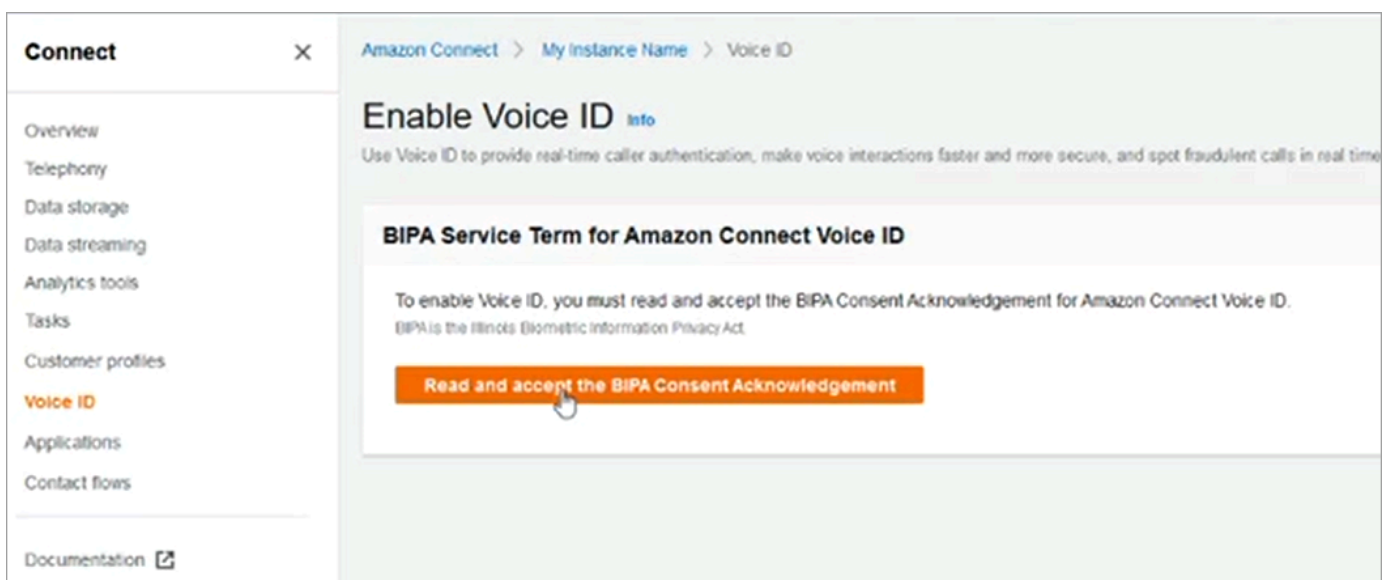 Connect
Overview
Telephony
Data storage
Data streaming
Analytics tools
Tasks
Customer profiles
Voice ID
Applications
Contact flows
Documentation
Amazon Connect > My Instance Name > Voice ID
Enable Voice ID Info
Use Voice ID to provide real-time caller authentication, make voice interactions faster and more secure, and spot fraudulent calls in real time
BIPA Service Term for Amazon Connect Voice ID
To enable Voice ID, you must read and accept the BIPA Consent Acknowledgement for Amazon Connect Voice ID.
BIPA is the Illinois Biometric Information Privacy Act.
Read and accept the BIPA Consent Acknowledgement